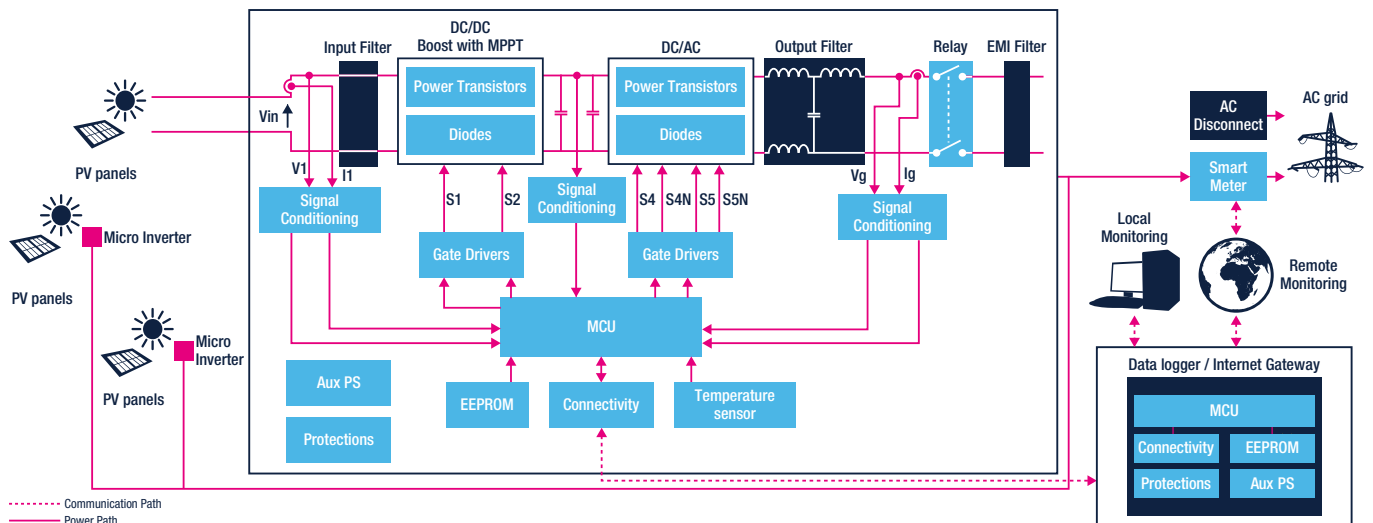 DC/DC
Boost with MPPT
Input Filter
DC/AC
Output Filter
Relay
EMI Filter
Power Transistors
Diodes
Power Transistors
Diodes
Vin
V1
I1
PV panels
Signal
Conditioning
S1
S2
Signal
Conditioning
S4
S4N
S5
S5N
Vg
Ig
Signal
Conditioning
Gate Drivers
Gate Drivers
MCU
Aux PS
Protections
EEPROM
Connectivity
Temperature
sensor
Micro Inverter
PV panels
Micro
Inverter
PV panels
AC
Disconnect
AC grid
Smart
Meter
Local
Monitoring
Remote
Monitoring
Data logger / Internet Gateway
MCU
Connectivity
EEPROM
Protections
Aux PS
Communication Path
Power Path